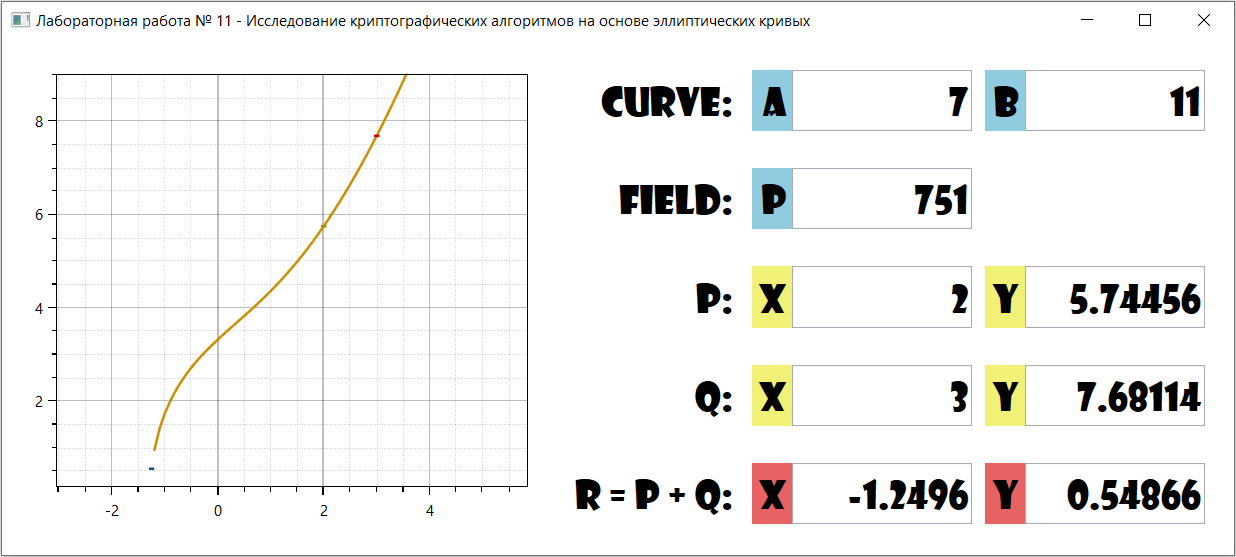 Лабораторная работа № 11 - Исследование криптографических алгоритмов на основе эллиптических кривых
8
6
4
2
-2 0 2 4
CURVE: A 7 B 11
FIELD: P 751
P: X 2 Y 5.74456
Q: X 3 Y 7.68114
R = P + Q: X -1.2496 Y 0.54866